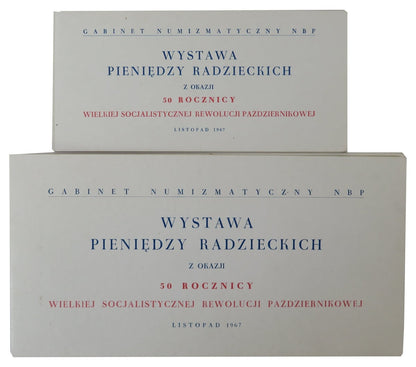 GABINET NUMIZMATYCZNY NBP
WYSTAWA
PIENIĘDZY RADZIECKICH
Z OKAZJI
50 ROCZNICY
WIELKIEJ SOCJALISTYCZNEJ REWOLUCJI PAŹDZIERNIKOWEJ
LISTOPAD 1967
GABINET NUMIZMATYCZNY NBP
WYSTAWA
PIENIĘDZY RADZIECKICH
Z OKAZJI
50 ROCZNICY
WIELKIEJ SOCJALISTYCZNEJ REWOLUCJI PAŹDZIERNIKOWEJ
LISTOPAD 1967